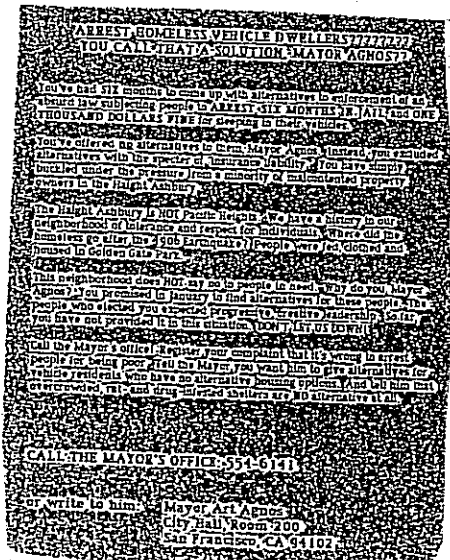 ARREST HOMELESS VEHICLE DWELLERS????????
YOU CALL THAT A SOLUTION, MAYOR AGNOS??
You've had SIX months to come up with alternatives to enforcement of an
absurd law subjecting people to ARREST, SIX MONTHS IN JAIL and ONE
THOUSAND DOLLARS FINE for sleeping in their vehicles.
You've offered no alternatives to them, Mayor Agnos. Instead, you excluded
alternatives with the specter of "insurance liability". You have simply
buckled under the pressure from a minority of malcontented property
owners in the Haight Ashbury.
The Haight Ashbury is NOT Pacific Heights. We have a history in our
neighborhood of tolerance and respect for individuals. Where did the
homeless go after the 1906 Earthquake? People were fed, clothed and
housed in Golden Gate Park.
This neighborhood does NOT say no to people in need. Why do you, Mayor
Agnos? You promised in January to find alternatives for these people. The
people who elected you expected progressive, creative leadership. So far,
you have not provided it in this situation. DON'T LET US DOWN!
Call the Mayor's office! Register your complaint that it's wrong to arrest
people for being poor. Tell the Mayor, you want him to give alternatives for
vehicle residents who have no alternative housing options. And tell him that
overcrowded, and shelters are NO alternative at all.
CALL THE MAYOR'S OFFICE: 554-6141
or write to him: Mayor Art Agnos
City Hall, Room 200
San Francisco, CA 94102